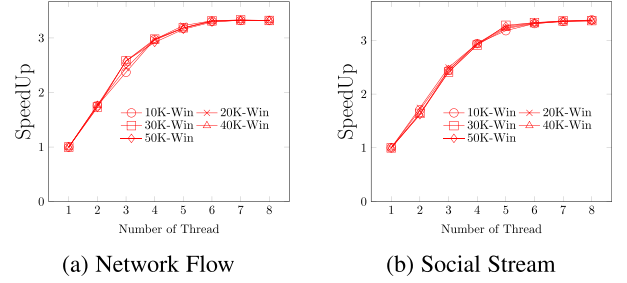 3
2
1
0
SpeedUp
10K-Win 20K-Win
30K-Win 40K-Win
50K-Win
1 2 3 4 5 6 7 8
Number of Thread
(a) Network Flow
3
2
1
0
SpeedUp
10K-Win 20K-Win
30K-Win 40K-Win
50K-Win
1 2 3 4 5 6 7 8
Number of Thread
(b) Social Stream